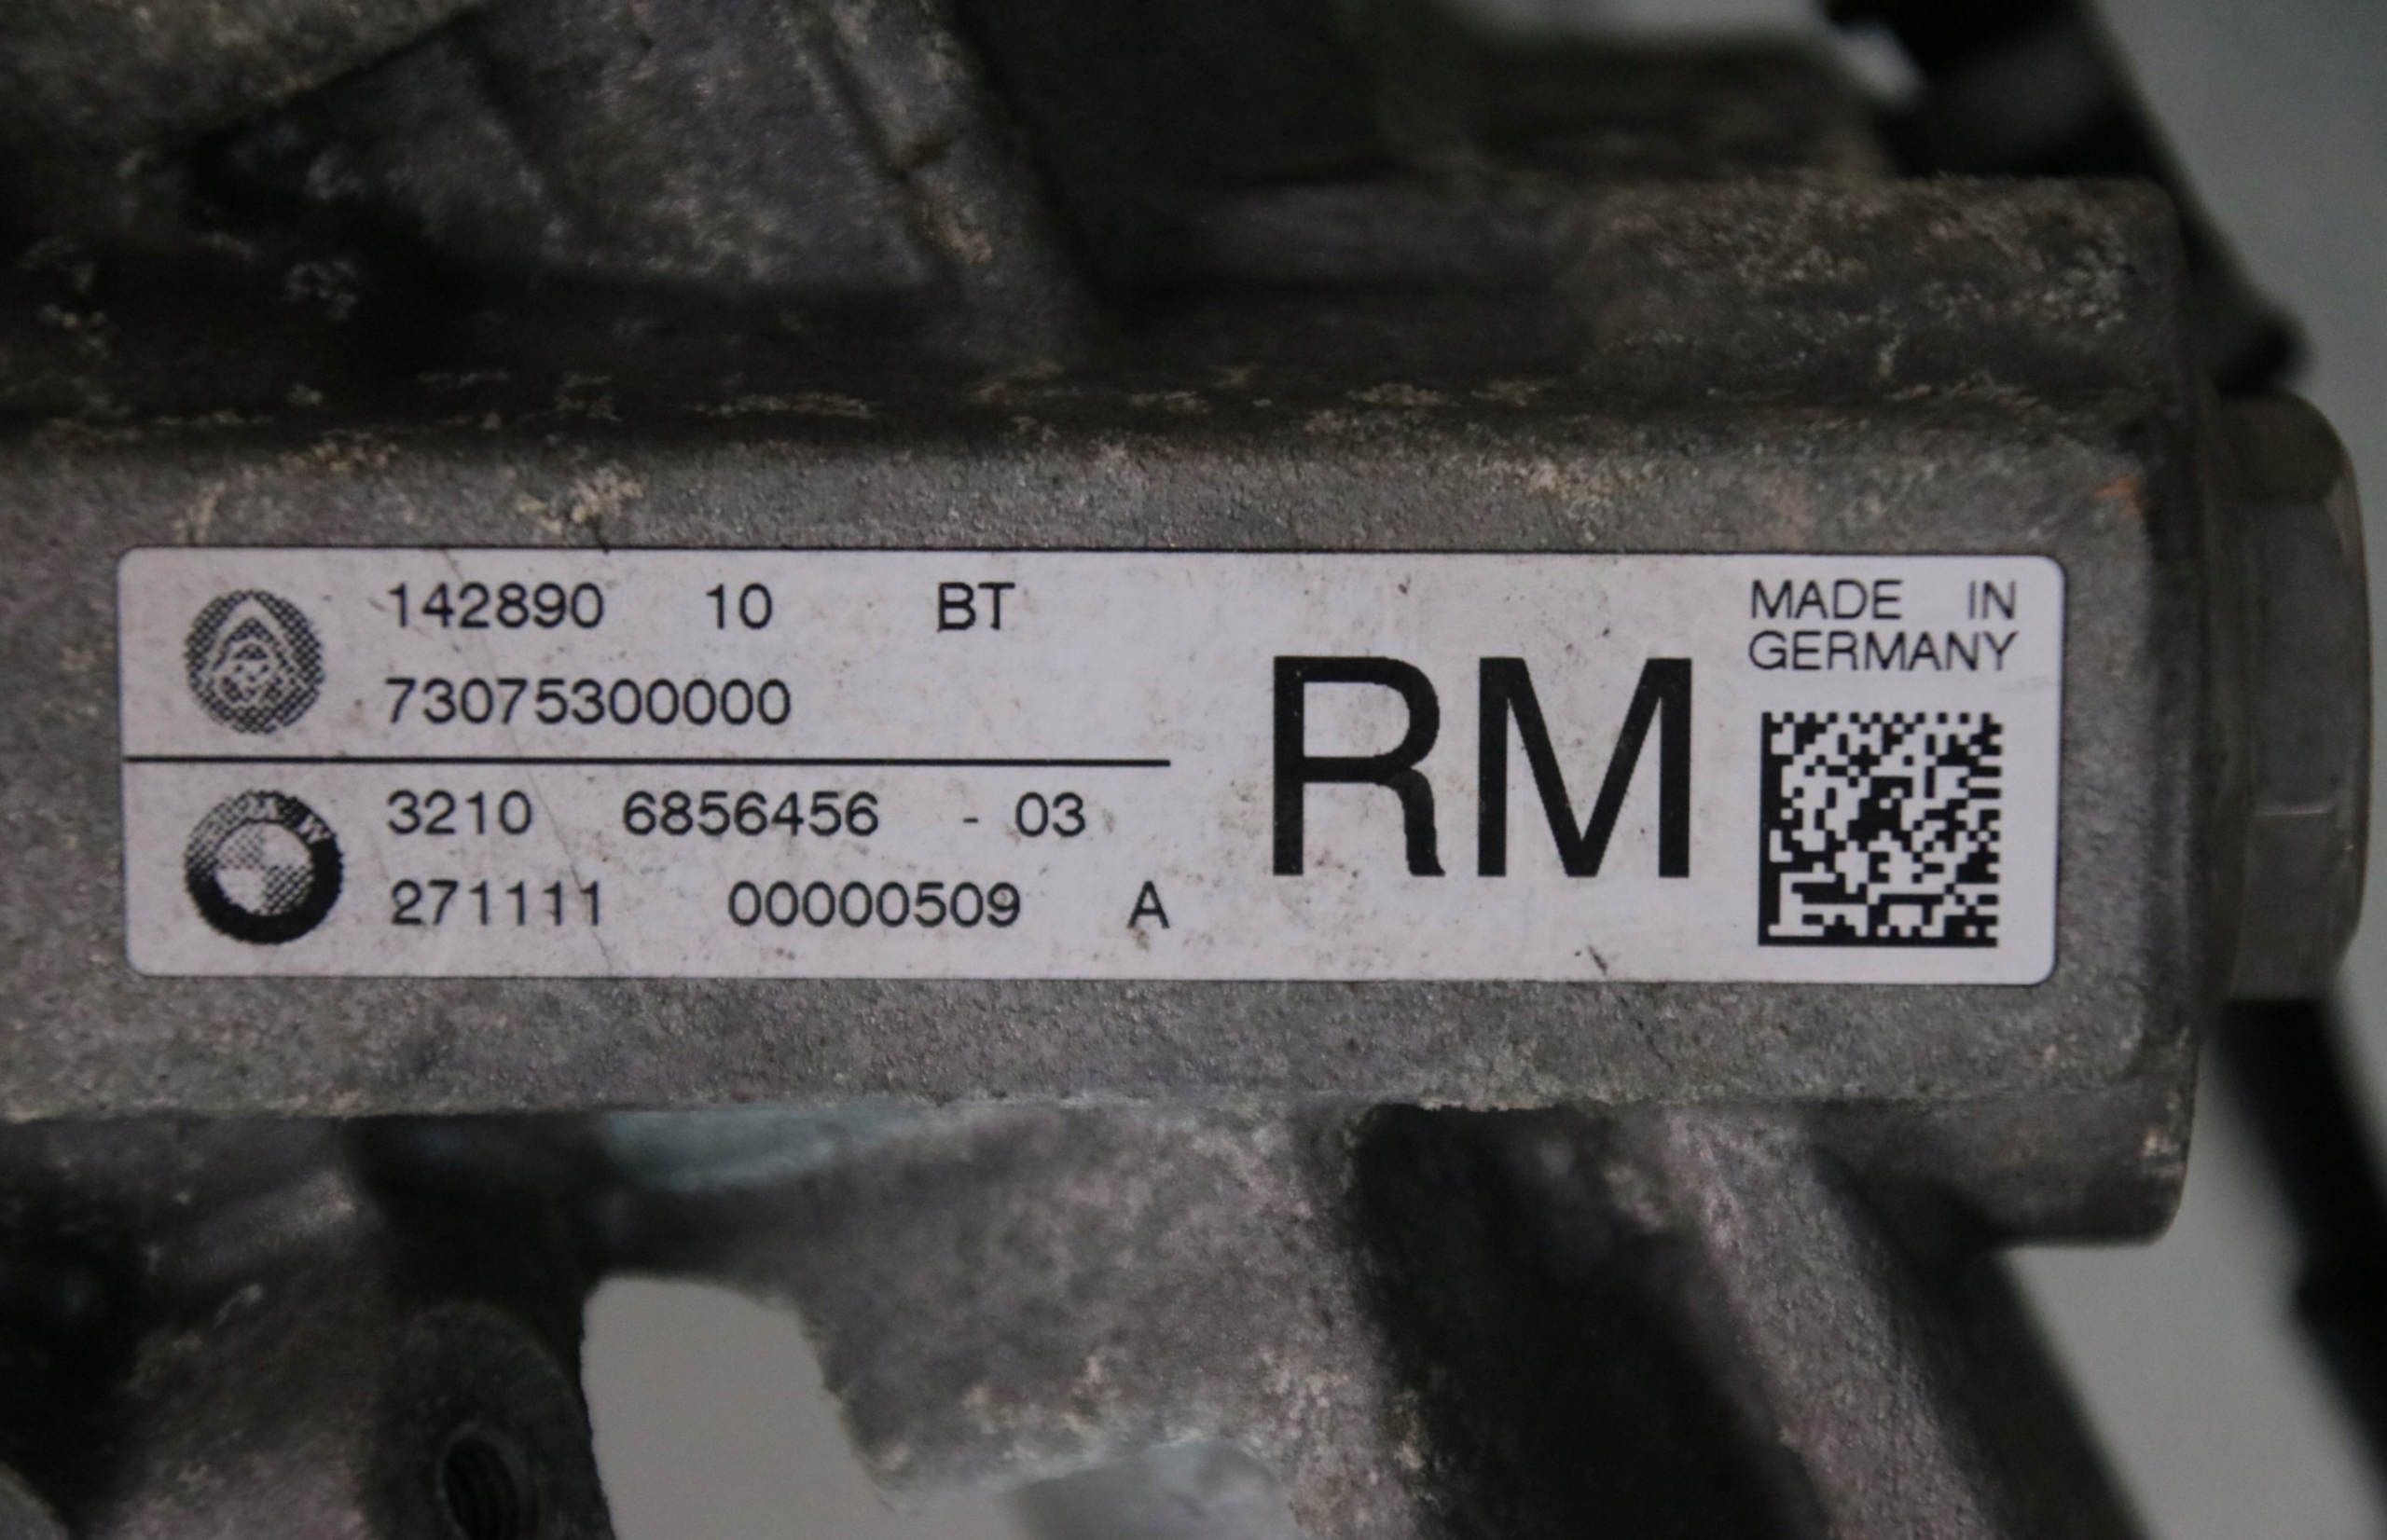 142890 10 BT
73075300000
3210 6856456 - 03
271111 00000509 A
RM
MADE IN
GERMANY